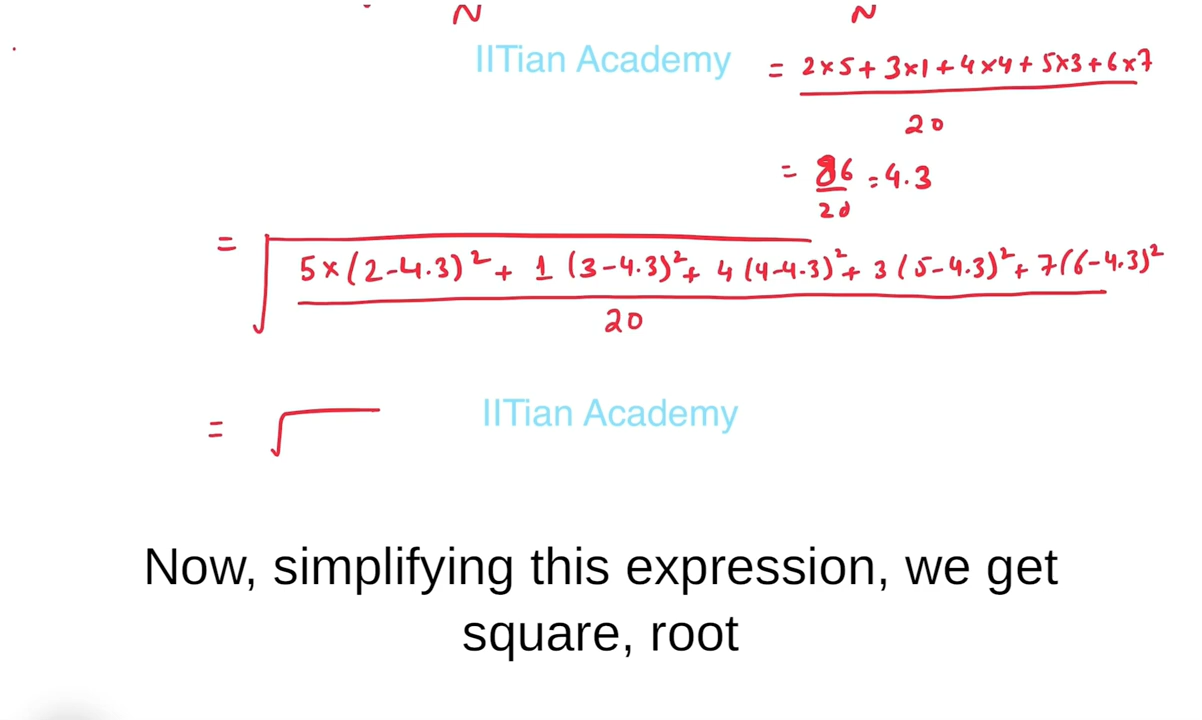 N N
IITian Academy
= 2×5+3×1+4×4+5×3+6×7
20
= 86 = 4.3
20
= √ 5×(2-4.3)²+ 1 (3-4.3)²+ 4 (4-4.3)²+ 3 (5-4.3)²+ 7(6-4.3)²
20
= √
IITian Academy
Now, simplifying this expression, we get
square, root